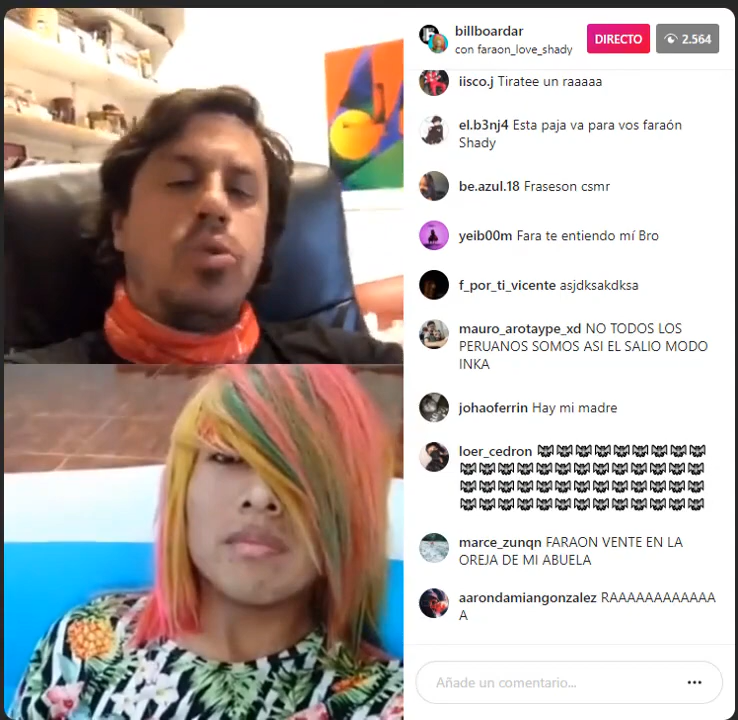 billboardar
con faraon_love_shady
DIRECTO
2.564
iisco.j Tiratee un raaaaa
el.b3nj4 Esta paja va para vos faraón
Shady
be.azul.18 Fraseson csmr
yeib00m Fara te entiendo mí Bro
f_por_ti_vicente asjdksakdksa
mauro_arotaype_xd NO TODOS LOS
PERUANOS SOMOS ASI EL SALIO MODO
INKA
johaoferrin Hay mi madre
loer_cedron
marce_zunqn FARAON VENTE EN LA
OREJA DE MI ABUELA
aarondamiangonzalez RAAAAAAAAAAAA
A
Añade un comentario...